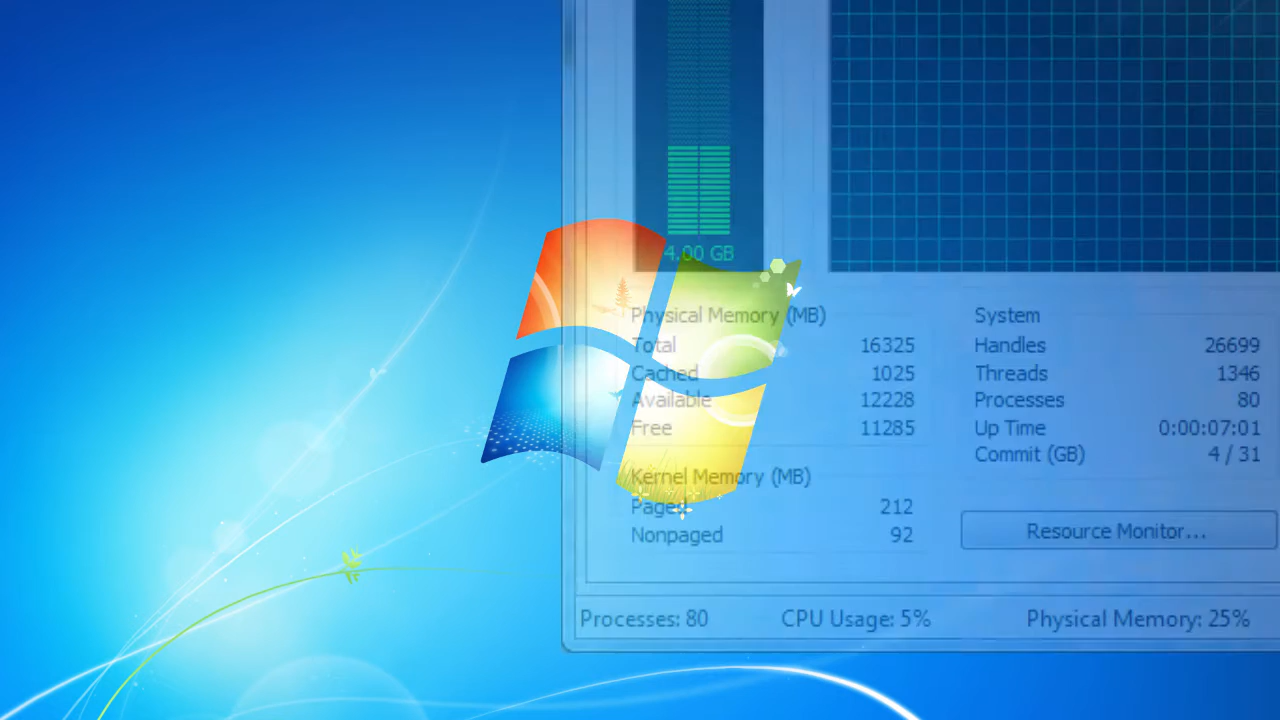 4.00 GB
Physical Memory (MB)
Total 16325
Cached 1025
Available 12228
Free 11285
Kernel Memory (MB)
Paged 212
Nonpaged 92
System
Handles 26699
Threads 1346
Processes 80
Up Time 0:00:07:01
Commit (GB) 4 / 31
Resource Monitor...
Processes: 80 CPU Usage: 5% Physical Memory: 25%